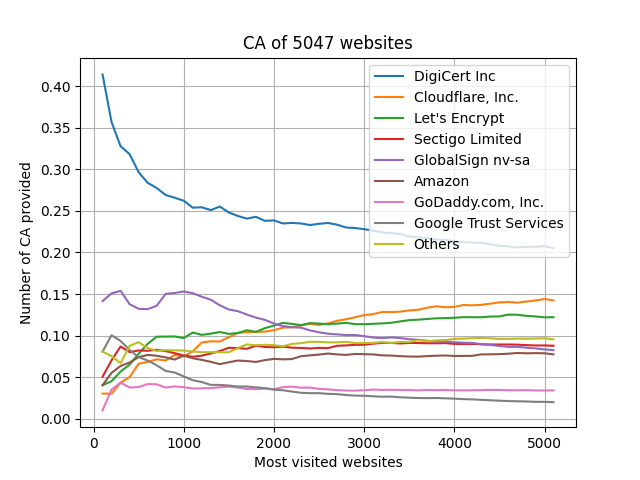 CA of 5047 websites
Number of CA provided
0.40
0.35
0.30
0.25
0.20
0.15
0.10
0.05
0.00
DigiCert Inc
Cloudflare, Inc.
Let's Encrypt
Sectigo Limited
GlobalSign nv-sa
Amazon
GoDaddy.com, Inc.
Google Trust Services
Others
0 1000 2000 3000 4000 5000
Most visited websites